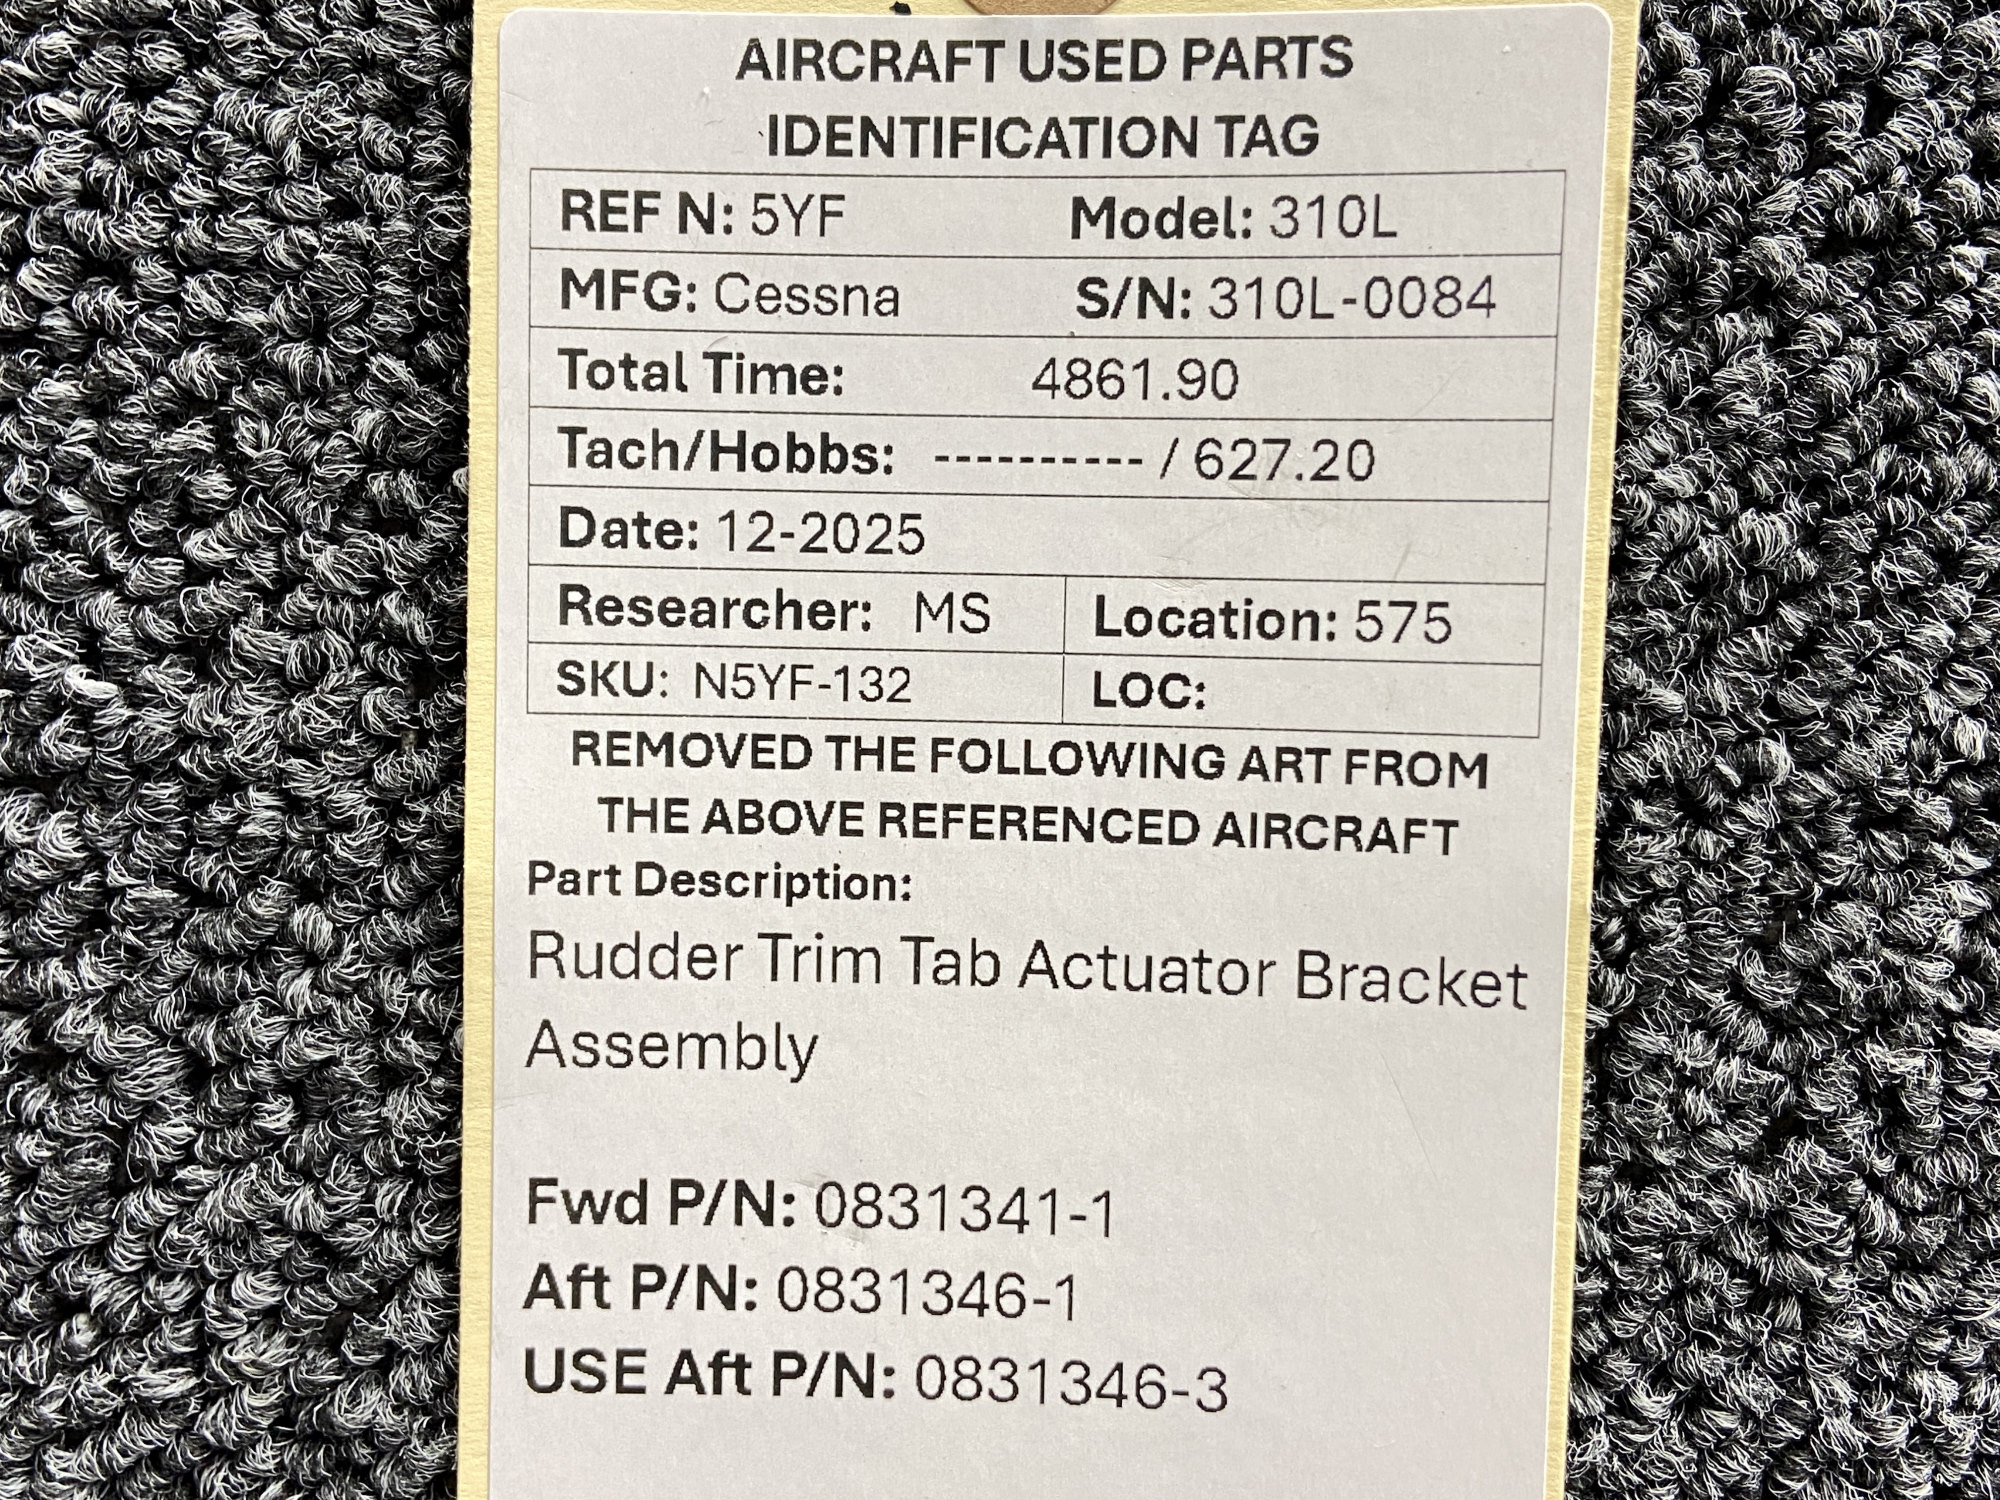 AIRCRAFT USED PARTS
IDENTIFICATION TAG
REF N: 5YF Model: 310L
MFG: Cessna S/N: 310L-0084
Total Time: 4861.90
Tach/Hobbs: ---------- / 627.20
Date: 12-2025
Researcher: MS Location: 575
SKU: N5YF-132 LOC:
REMOVED THE FOLLOWING ART FROM
THE ABOVE REFERENCED AIRCRAFT
Part Description:
Rudder Trim Tab Actuator Bracket
Assembly
Fwd P/N: 0831341-1
Aft P/N: 0831346-1
USE Aft P/N: 0831346-3